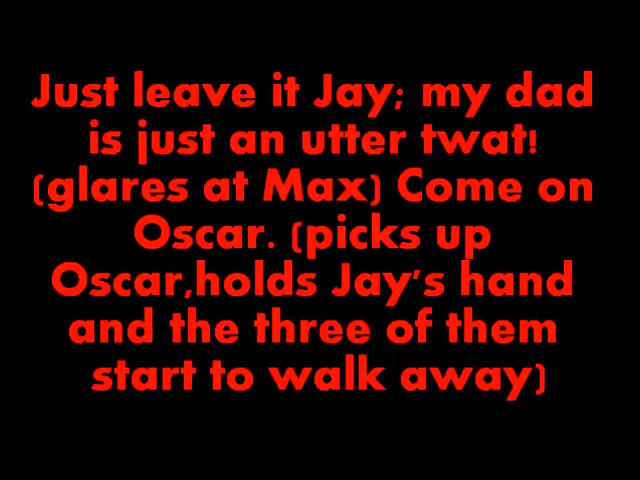 Just leave it Jay; my dad
is just an utter twat!
(glares at Max) Come on
Oscar. (picks up
Oscar,holds Jay's hand
and the three of them
start to walk away)